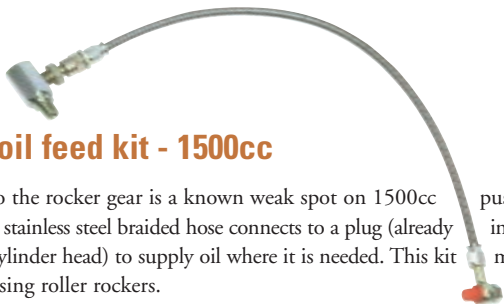 oil feed kit - 1500cc
o the rocker gear is a known weak spot on 1500cc
stainless steel braided hose connects to a plug (already
ylinder head) to supply oil where it is needed. This kit
sing roller rockers.
pu
in
m